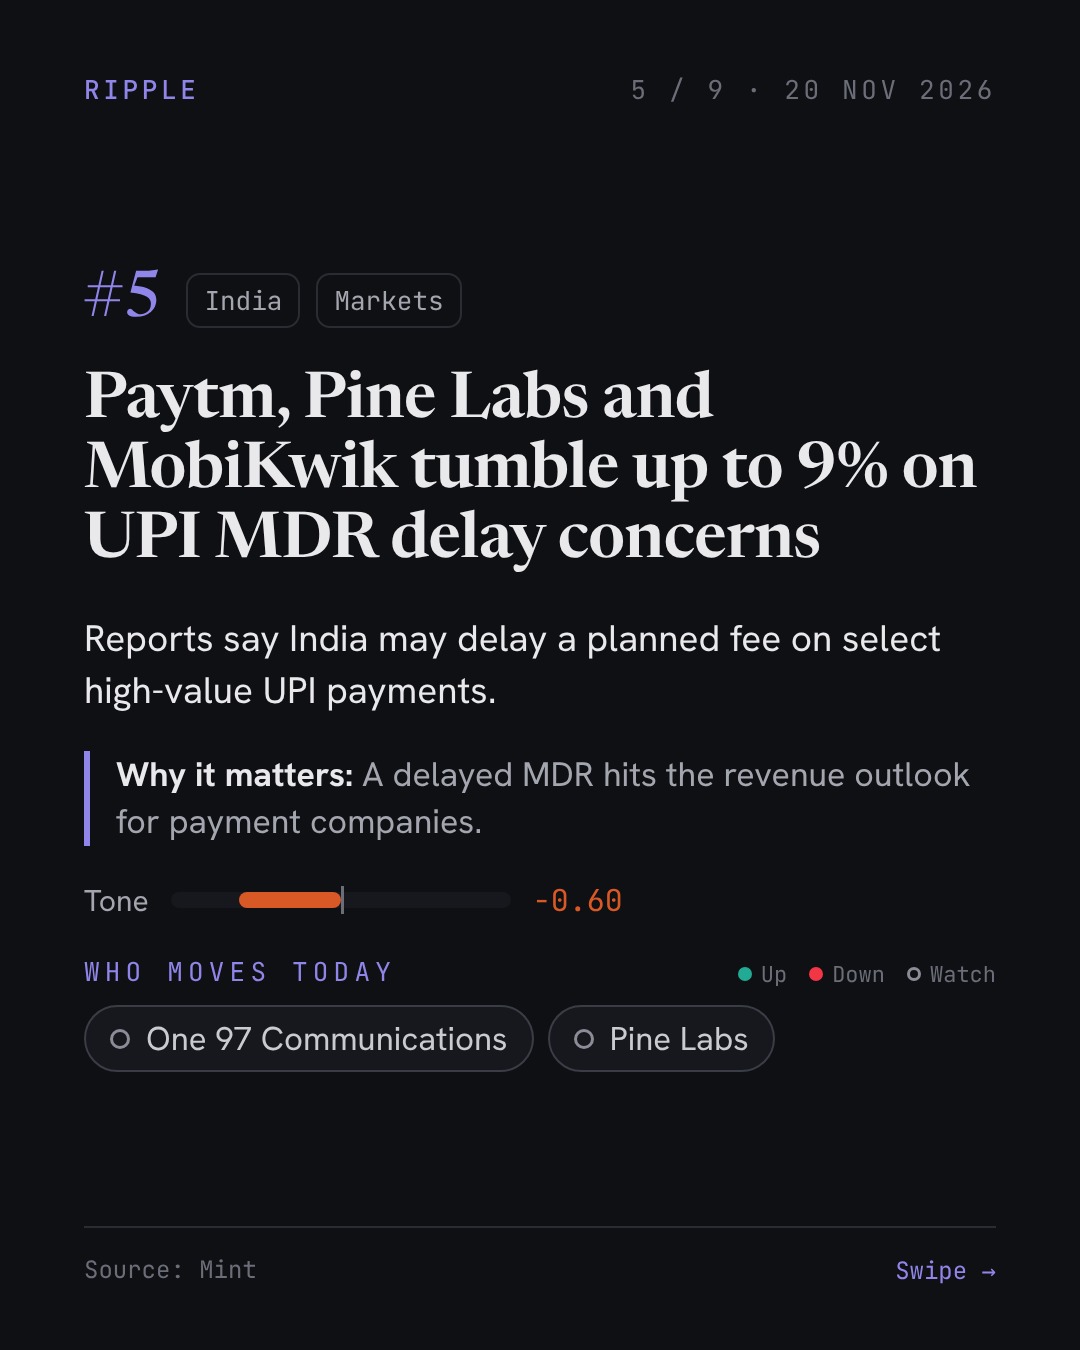 RIPPLE
5 / 9 · 20 NOV 2026
#5 India Markets
Paytm, Pine Labs and
MobiKwik tumble up to 9% on
UPI MDR delay concerns
Reports say India may delay a planned fee on select
high-value UPI payments.
Why it matters: A delayed MDR hits the revenue outlook
for payment companies.
Tone -0.60
WHO MOVES TODAY
Up Down Watch
One 97 Communications Pine Labs
Source: Mint
Swipe →